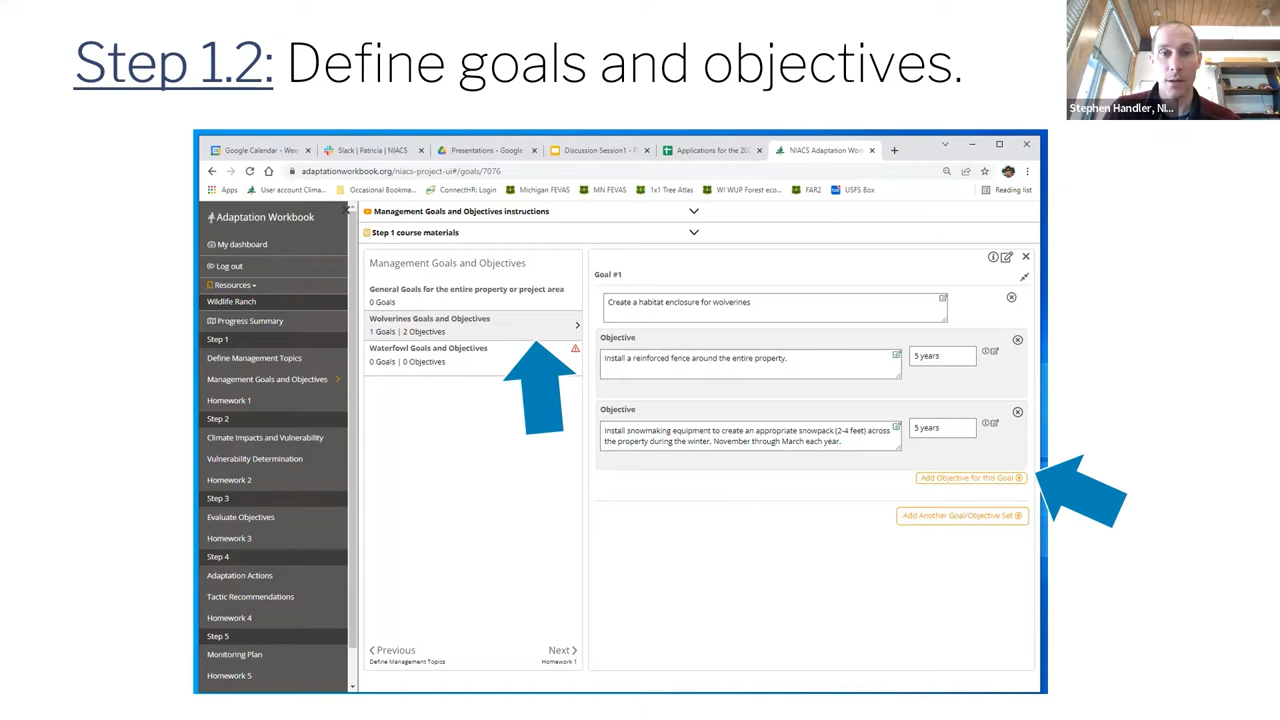 Step 1.2: Define goals and objectives.
Stephen Handler, NI...
Google Calendar - Wee
Slack | Patricia | NIACS
Presentations - Google
Discussion Session1 - P
Applications for the 202
NIACS Adaptation Wor
adaptationworkbook.org/niacs-project-ui#/goals/7076
Apps
User account Clima...
Occasional Bookma...
ConnectHR: Login
Michigan FEVAS
MN FEVAS
1x1 Tree Atlas
WI WUP Forest eco...
FAR2
USFS Box
Reading list
Adaptation Workbook
My dashboard
Log out
Resources
Wildlife Ranch
Progress Summary
Step 1
Define Management Topics
Management Goals and Objectives
Homework 1
Step 2
Climate Impacts and Vulnerability
Vulnerability Determination
Homework 2
Step 3
Evaluate Objectives
Homework 3
Step 4
Adaptation Actions
Tactic Recommendations
Homework 4
Step 5
Monitoring Plan
Homework 5
Management Goals and Objectives instructions
Step 1 course materials
Management Goals and Objectives
General Goals for the entire property or project area
0 Goals
Wolverines Goals and Objectives
1 Goals | 2 Objectives
Waterfowl Goals and Objectives
0 Goals | 0 Objectives
Previous
Define Management Topics
Next
Homework 1
Goal #1
Create a habitat enclosure for wolverines
Objective
Install a reinforced fence around the entire property.
5 years
Objective
Install snowmaking equipment to create an appropriate snowpack (2-4 feet) across
the property during the winter, November through March each year.
5 years
Add Objective for this Goal
Add Another Goal/Objective Set